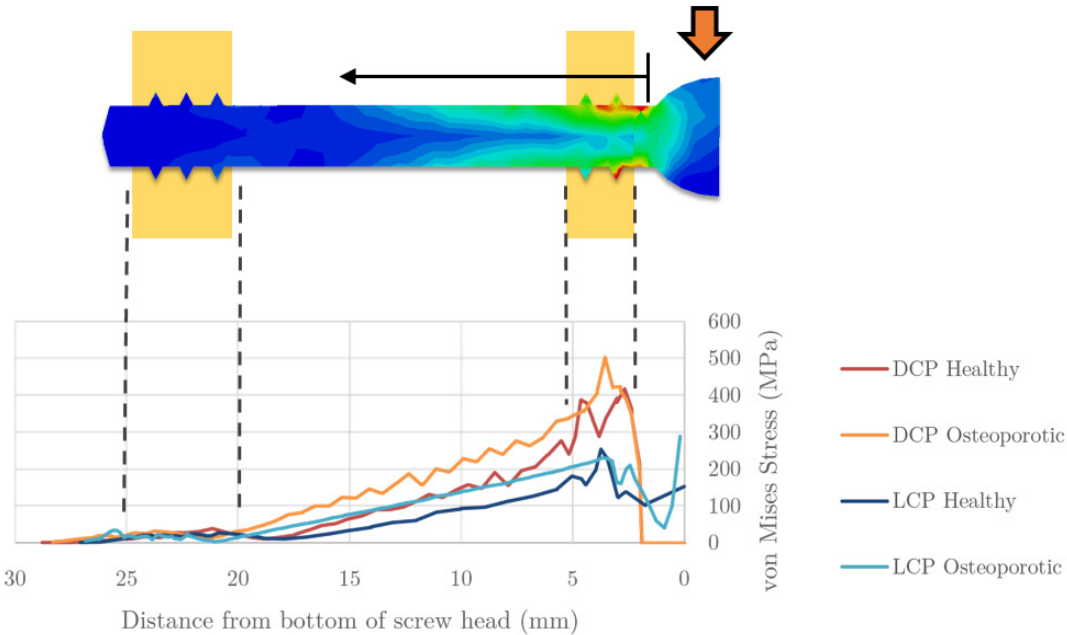 600
500
400
300
200
100
0
30 25 20 15 10 5 0
Distance from bottom of screw head (mm)
von Mises Stress (MPa)
DCP Healthy
DCP Osteoporotic
LCP Healthy
LCP Osteoporotic